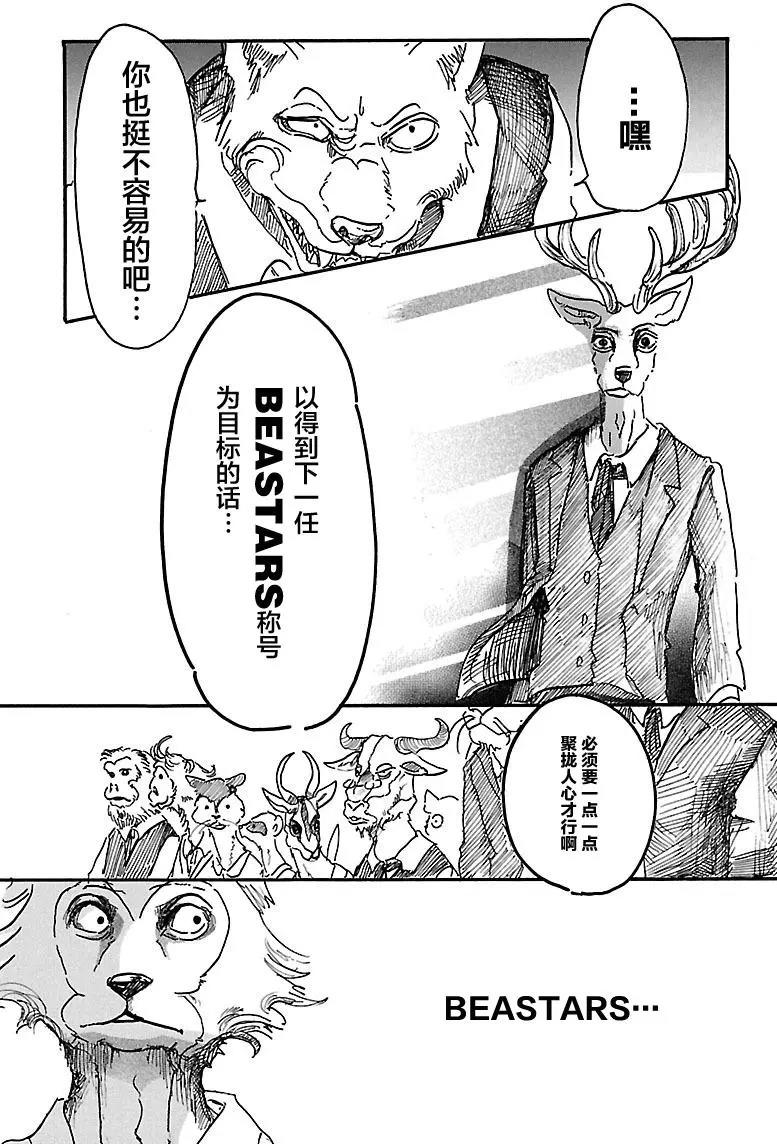 …嘿
你也挺不容易的吧…
以得到下一任
BEASTARS称号
为目标的话…
必须要一点一点
聚拢人心才行啊
BEASTARS…